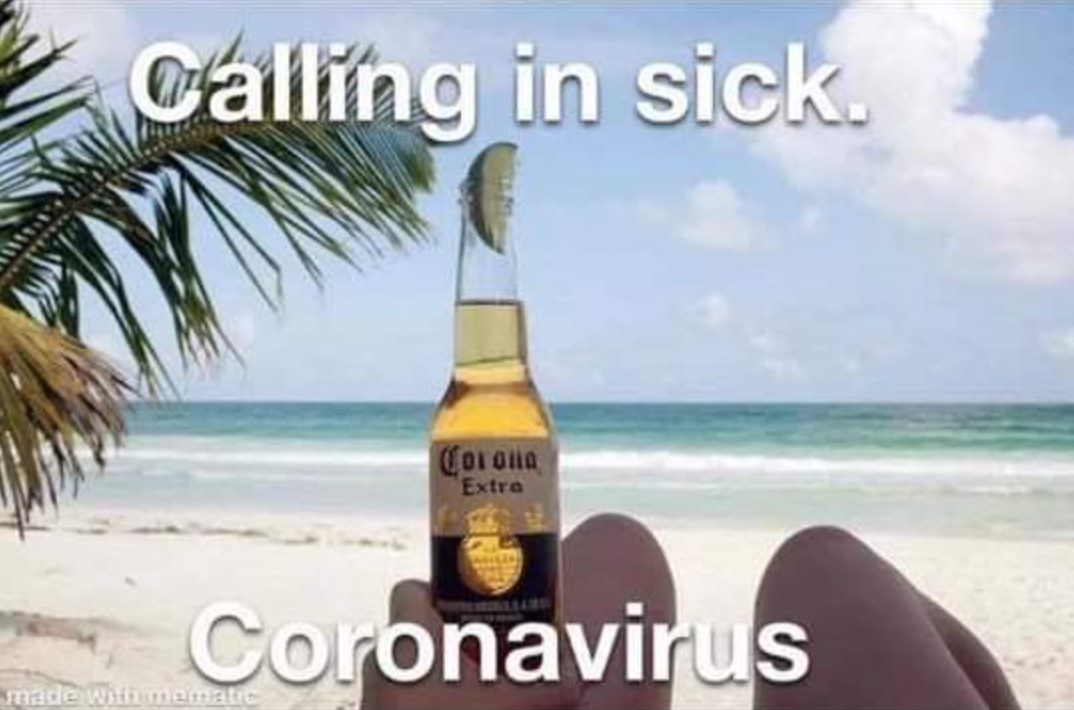 Calling in sick.
Corona
Extra
Coronavirus
made with mematic